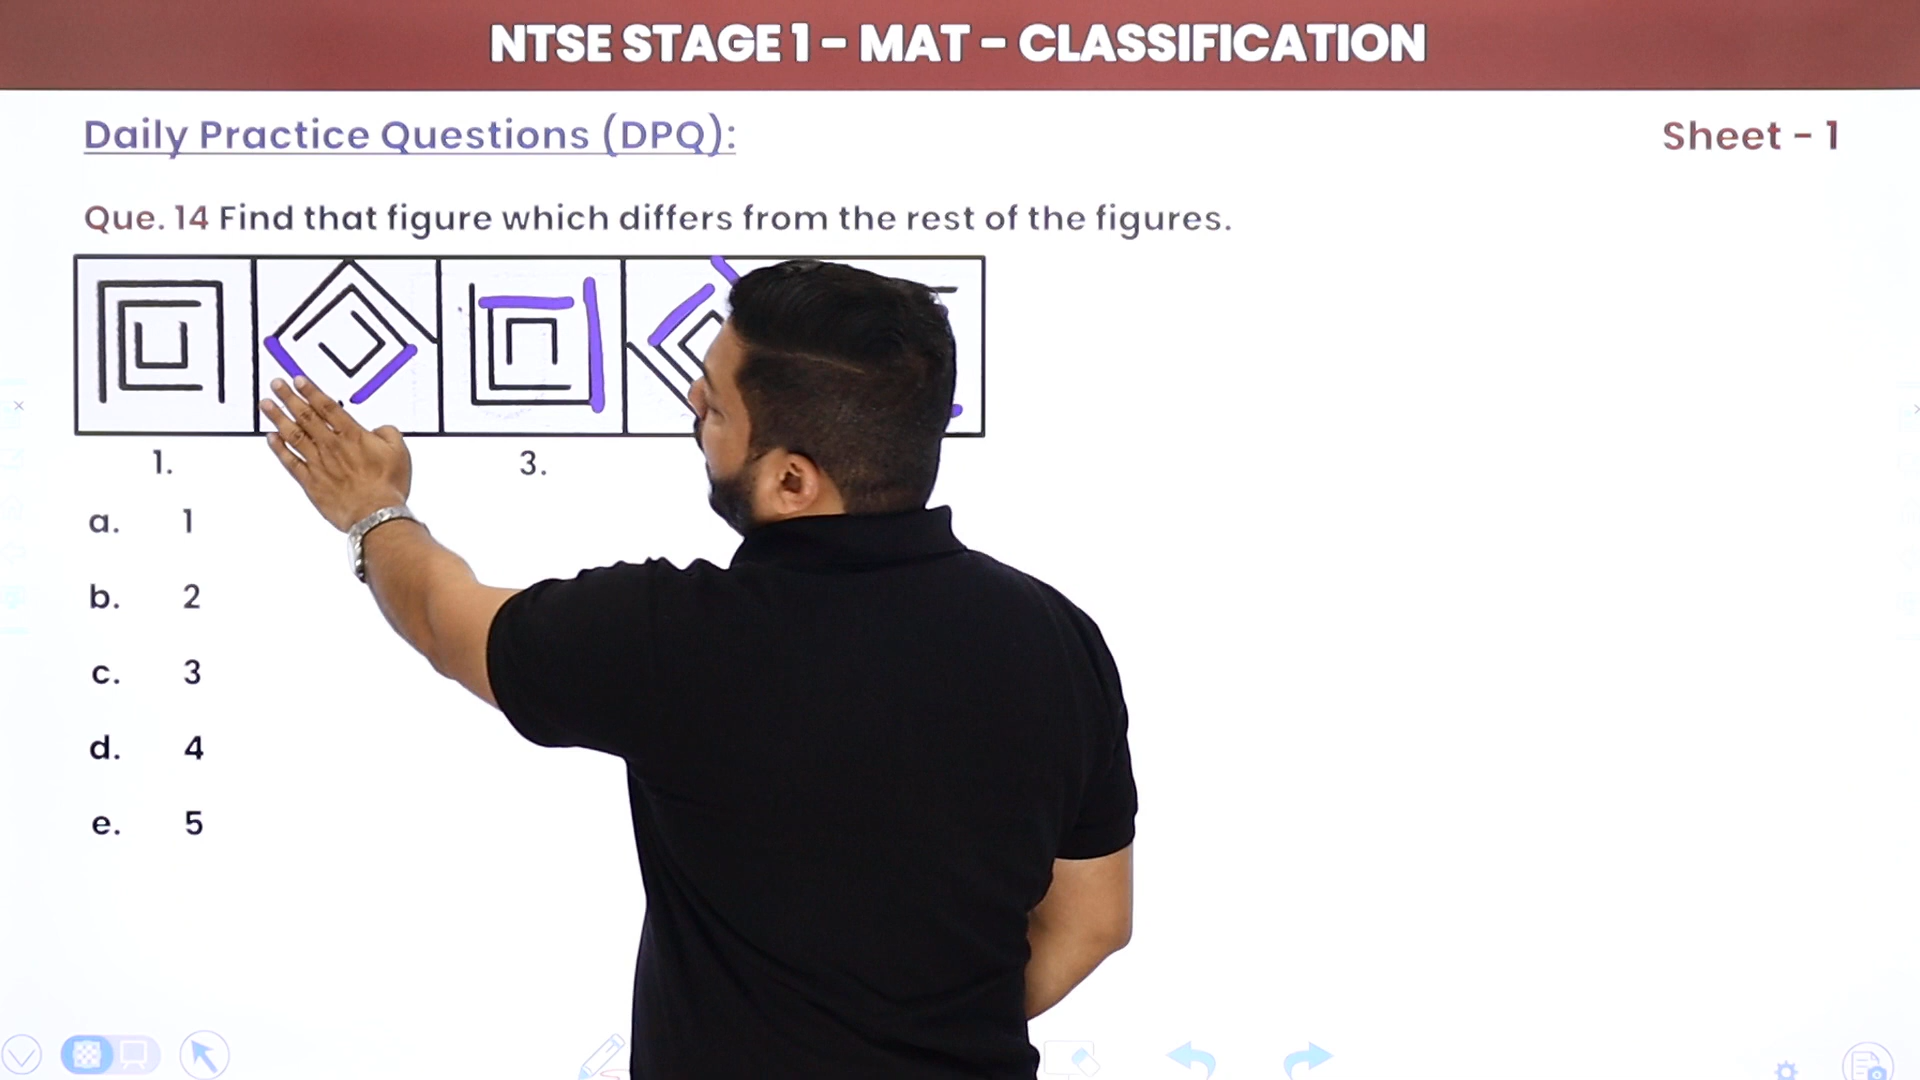 NTSE STAGE 1 - MAT - CLASSIFICATION
Daily Practice Questions (DPQ):
Sheet - 1
Que. 14 Find that figure which differs from the rest of the figures.
1. 3.
a. 1
b. 2
c. 3
d. 4
e. 5